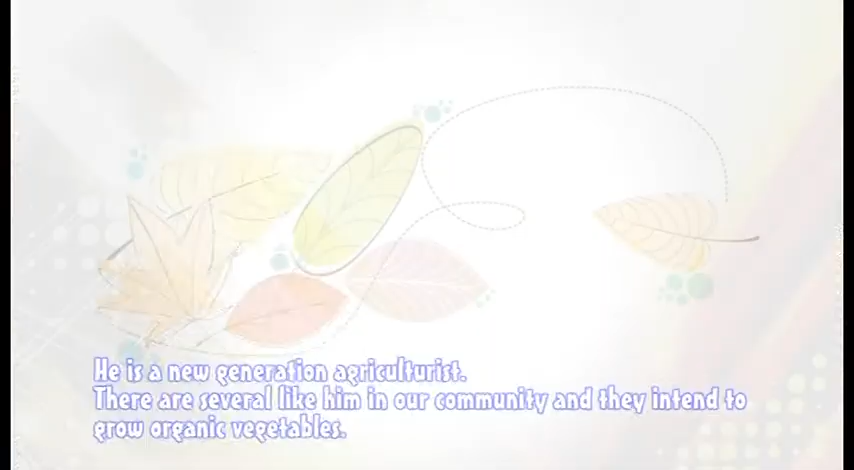 He is a new generation agriculturist.
There are several like him in our community and they intend to
grow organic vegetables.